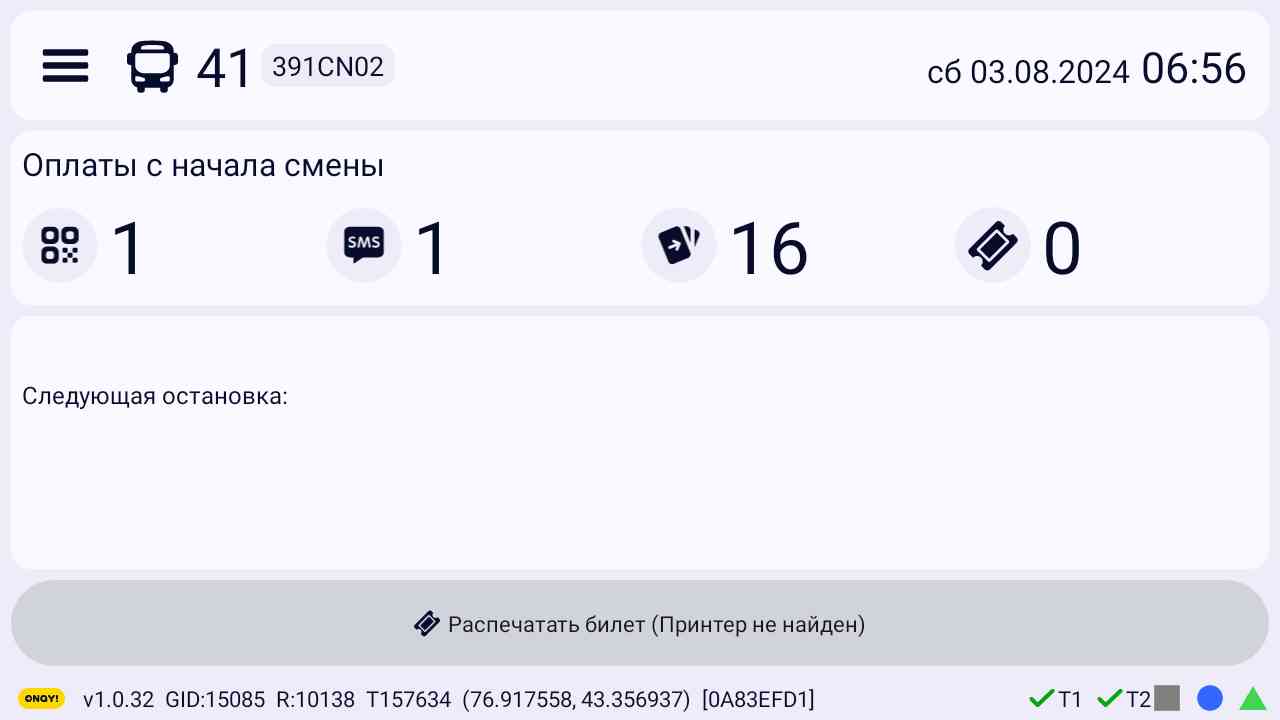 41 391CN02 сб 03.08.2024 06:56
Оплаты с начала смены
1 SMS 1 16 0
Следующая остановка:
Распечатать билет (Принтер не найден)
ONAY! v1.0.32 GID:15085 R:10138 T157634 (76.917558, 43.356937) [0A83EFD1] T1 T2